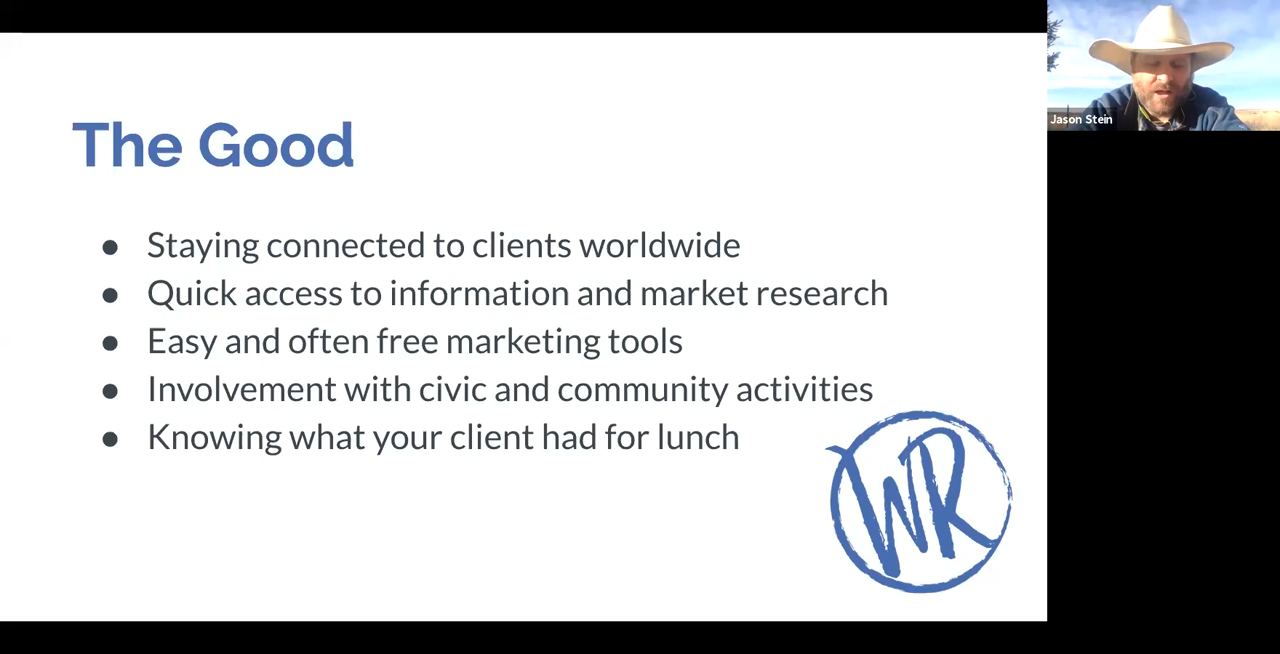 The Good
● Staying connected to clients worldwide
● Quick access to information and market research
● Easy and often free marketing tools
● Involvement with civic and community activities
● Knowing what your client had for lunch
WR
Jason Stein